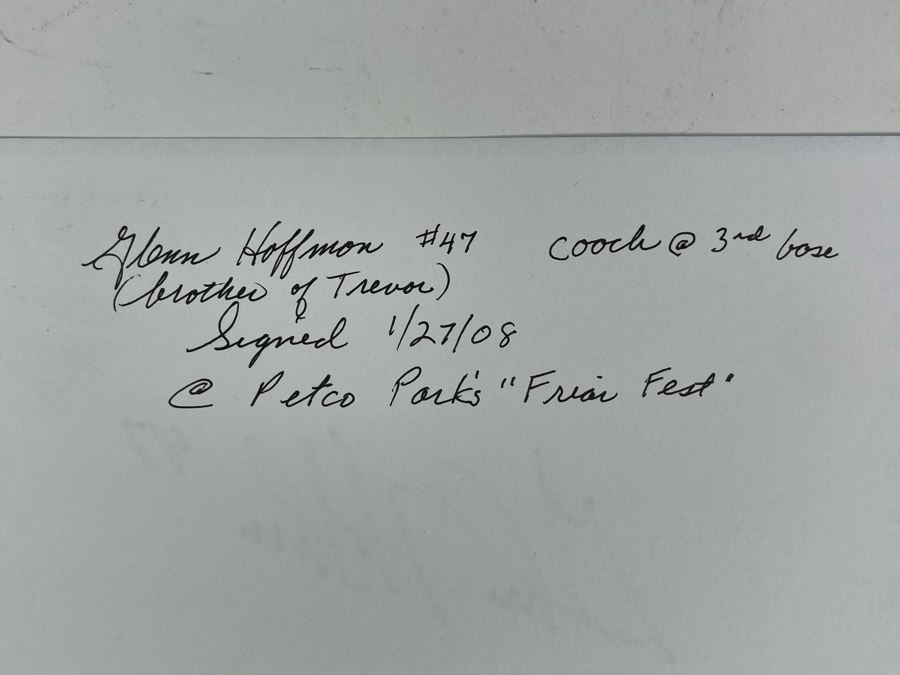 Glenn Hoffman #47 coach @ 3rd base
(brother of Trevor)
Signed 1/27/08
@ Petco Park's "Friar Fest"